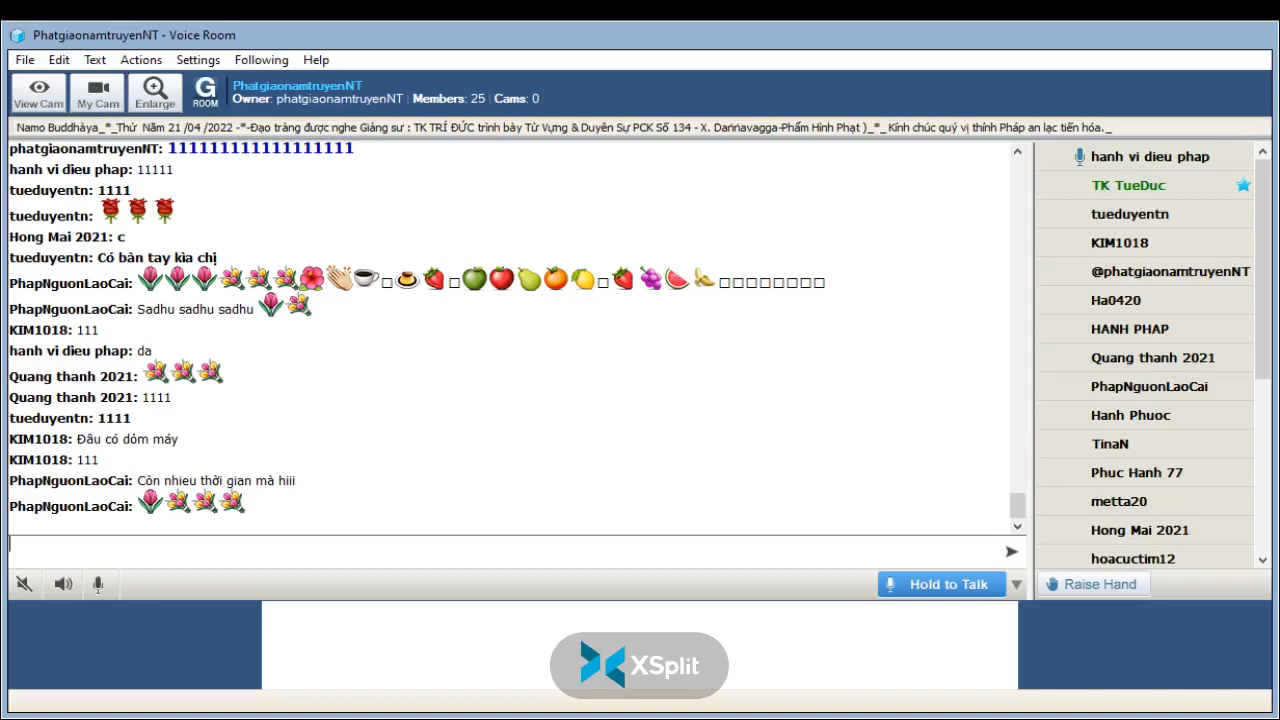 PhatgiaonamtruyenNT - Voice Room
File Edit Text Actions Settings Following Help
View Cam My Cam Enlarge G ROOM
PhatgiaonamtruyenNT
Owner: phatgiaonamtruyenNT | Members: 25 | Cams: 0
Namo Buddhàya_*_Thứ Năm 21 /04 /2022 -*-Đạo tràng được nghe Giảng sư : TK TRÍ ĐỨC trình bày Từ Vựng & Duyên Sự PCK Số 134 - X. Daṇṇavagga-Phẩm Hình Phạt )_*_ Kính chúc quý vị thính Pháp an lạc tiến hóa._
phatgiaonamtruyenNT: 11111111111111111
hanh vi dieu phap: 11111
tueduyentn: 1111
tueduyentn:
Hong Mai 2021: c
tueduyentn: Có bàn tay kìa chị
PhapNguonLaoCai:
PhapNguonLaoCai: Sadhu sadhu sadhu
KIM1018: 111
hanh vi dieu phap: da
Quang thanh 2021:
Quang thanh 2021: 1111
tueduyentn: 1111
KIM1018: Đâu có dỏm máy
KIM1018: 111
PhapNguonLaoCai: Còn nhieu thời gian mà hiii
PhapNguonLaoCai:
hanh vi dieu phap
TK TueDuc
tueduyentn
KIM1018
@phatgiaonamtruyenNT
Ha0420
HANH PHAP
Quang thanh 2021
PhapNguonLaoCai
Hanh Phuoc
TinaN
Phuc Hanh 77
metta20
Hong Mai 2021
hoacuctim12
Hold to Talk
Raise Hand
XSplit